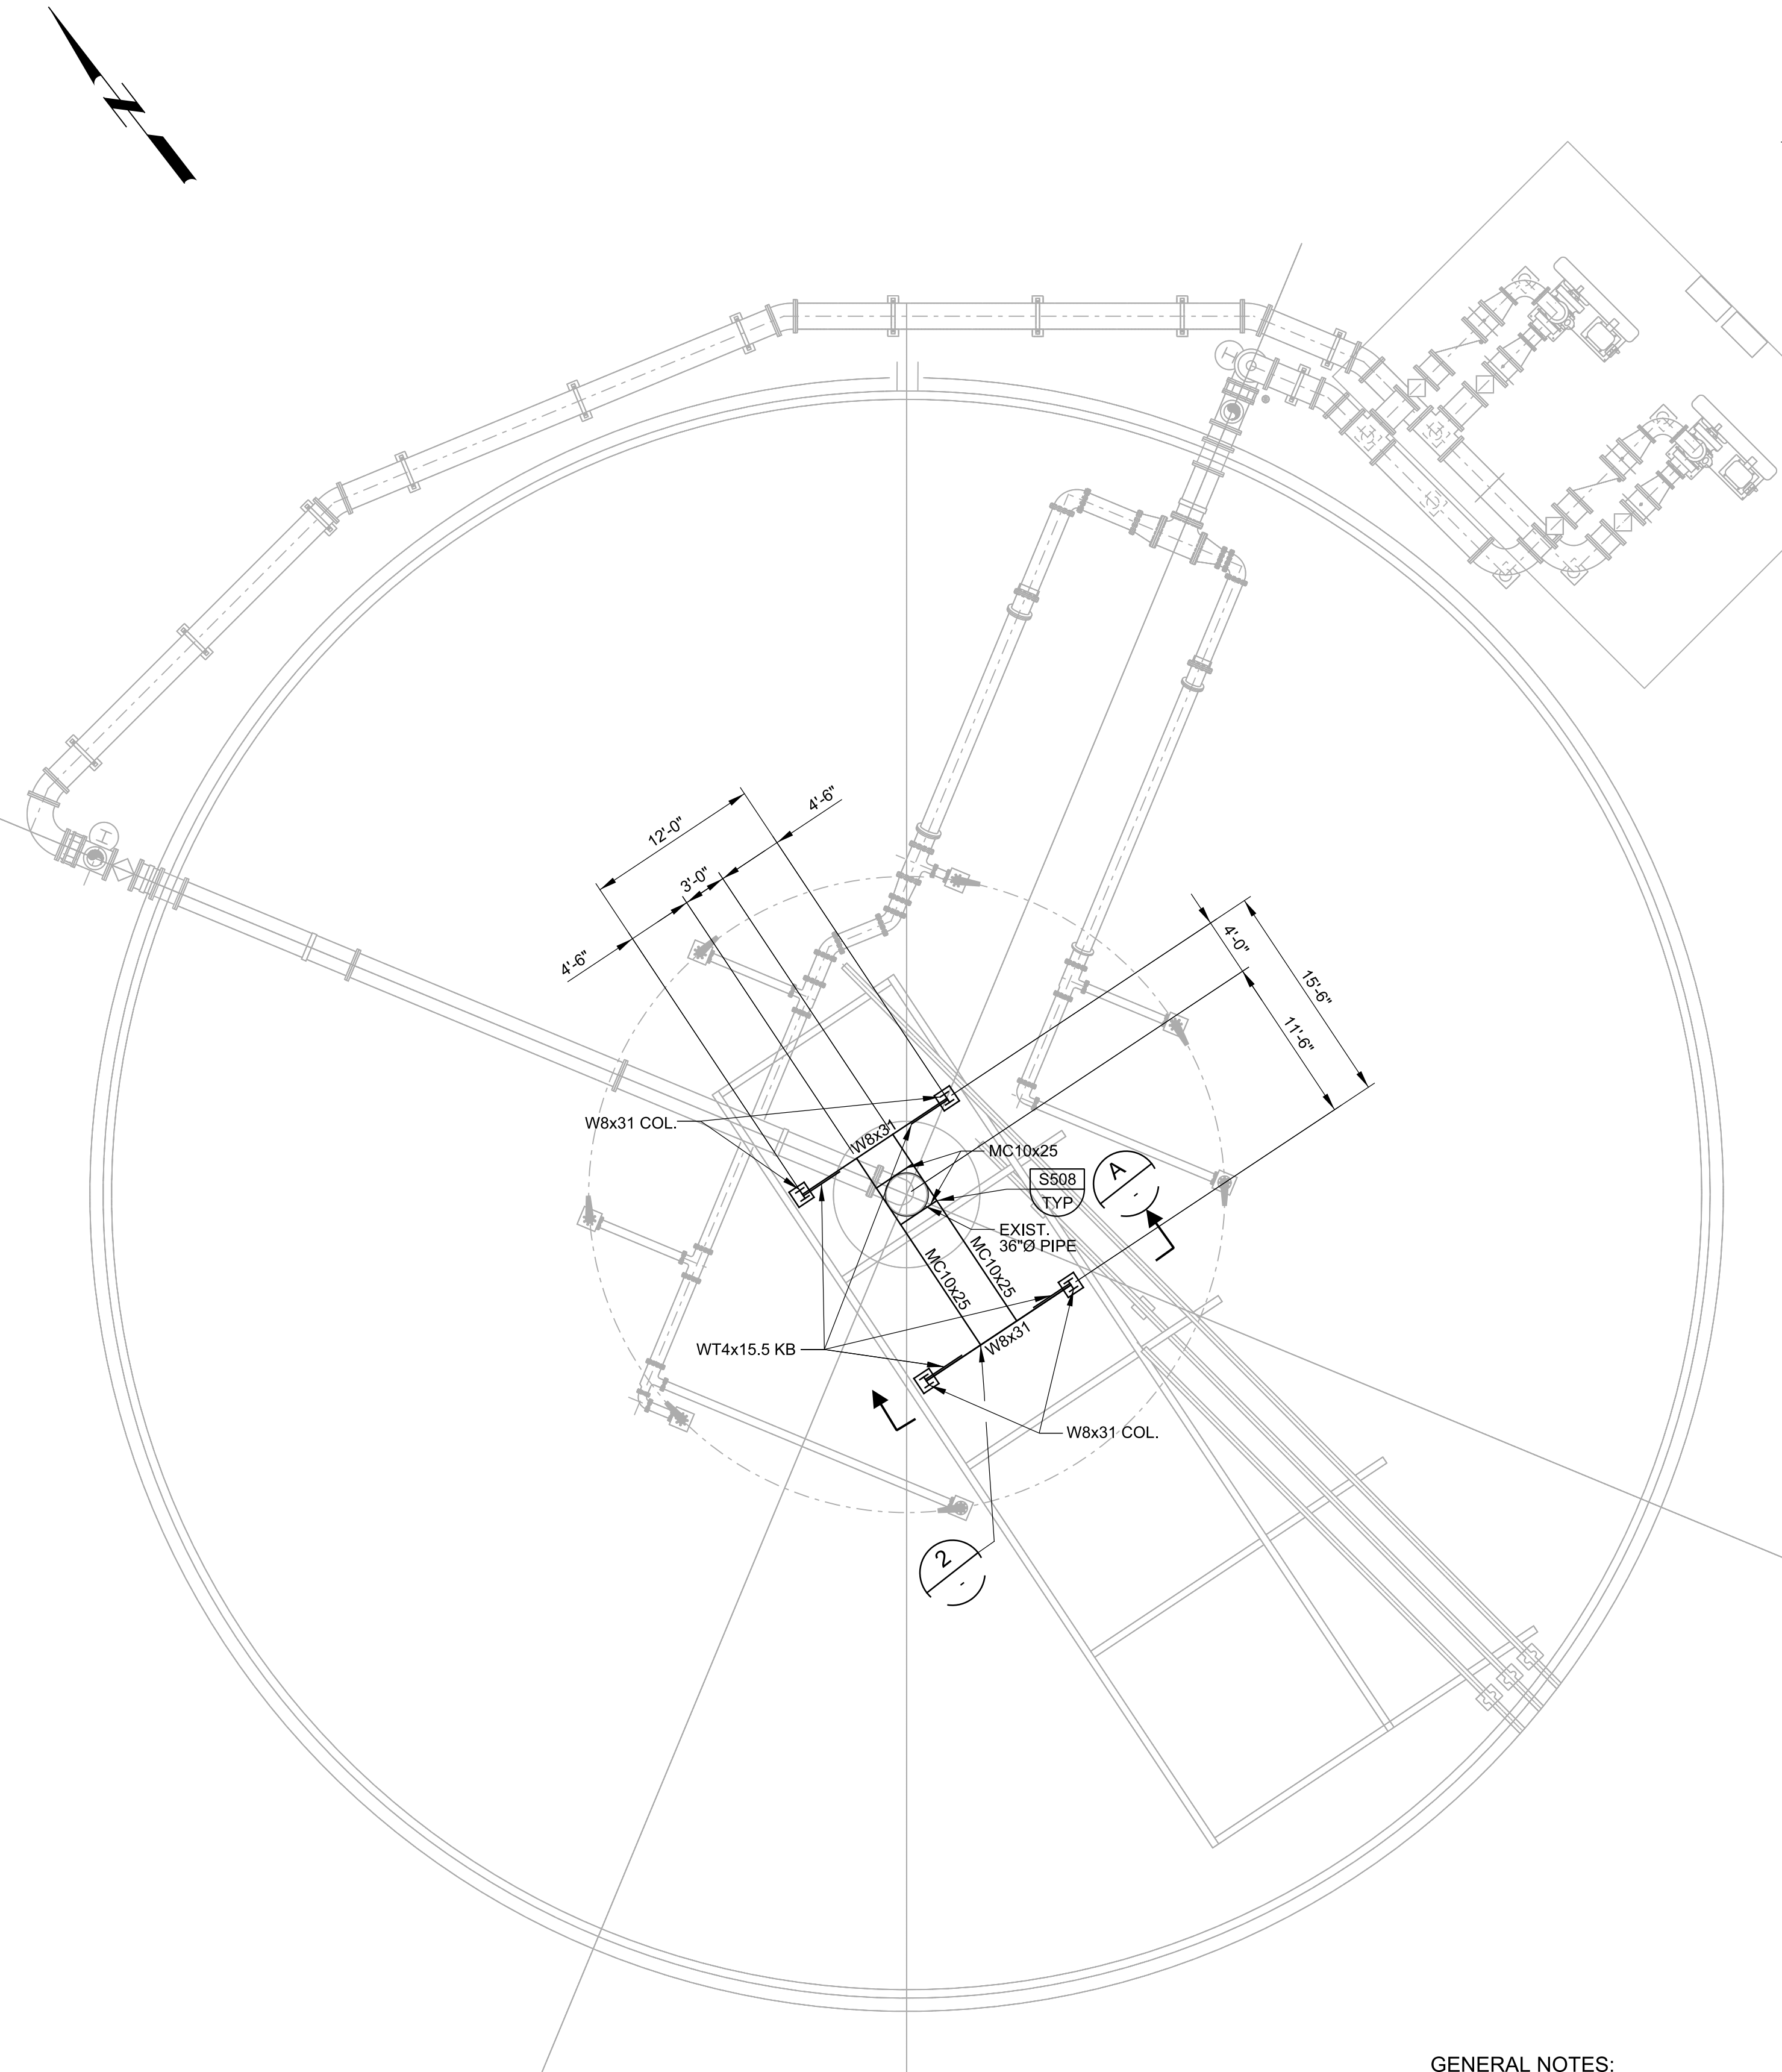 N
4'-6"
12'-0"
3'-0"
4'-6"
4'-0"
15'-6"
11'-6"
W8x31 COL.
W8x31
MC10x25
S508
TYP
A
-
EXIST.
36"Ø PIPE
MC10x25
MC10x25
W8x31
WT4x15.5 KB
W8x31 COL.
2
-
GENERAL NOTES: